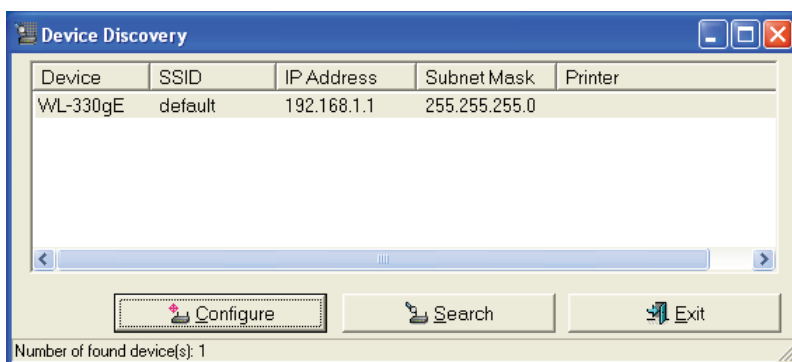 Device Discovery
Device SSID IP Address Subnet Mask Printer
WL-330gE default 192.168.1.1 255.255.255.0
Configure Search Exit
Number of found device(s): 1